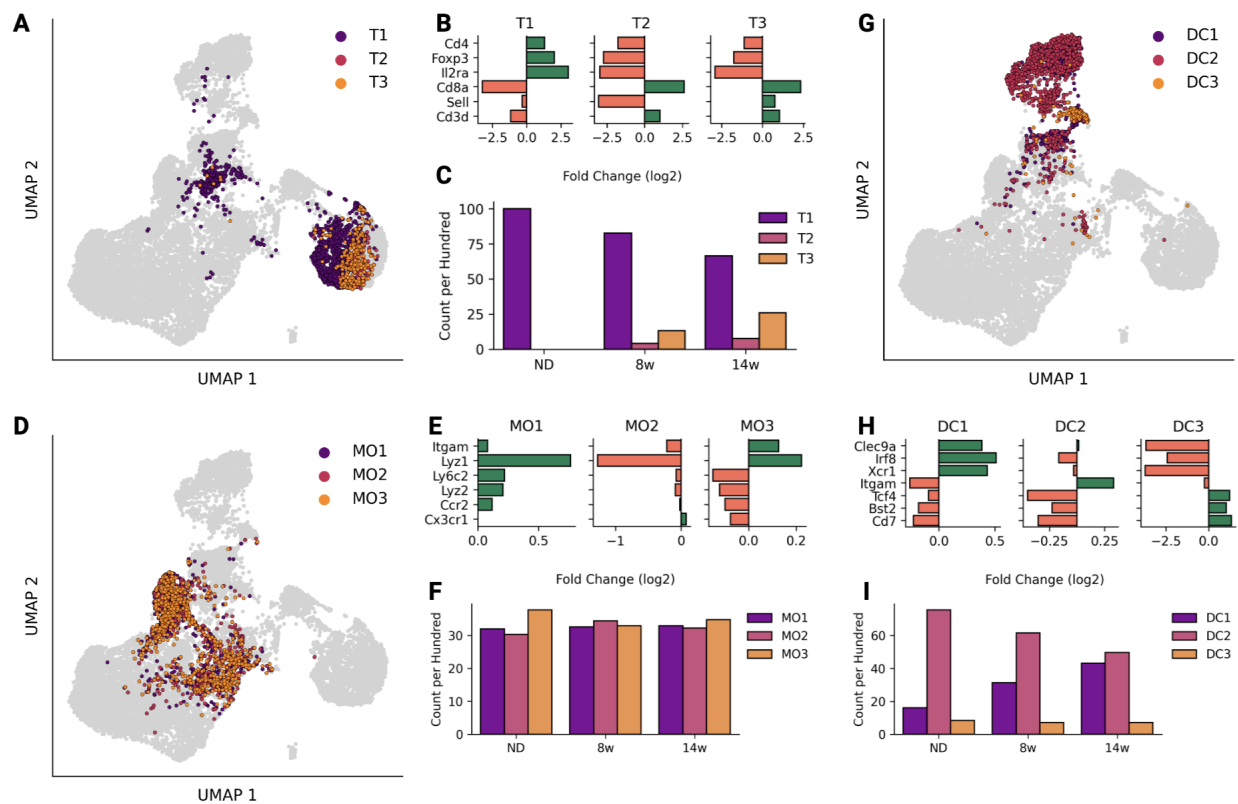 A
T1
T2
T3
UMAP 2
UMAP 1
B
T1 T2 T3
Cd4
Foxp3
Il2ra
Cd8a
Sell
Cd3d
−2.5 0.0 2.5 −2.5 0.0 2.5 −2.5 0.0 2.5
Fold Change (log2)
C
T1
T2
T3
Count per Hundred
100
75
50
25
0
ND 8w 14w
G
DC1
DC2
DC3
UMAP 2
UMAP 1
D
MO1
MO2
MO3
UMAP 2
UMAP 1
E
MO1 MO2 MO3
Itgam
Lyz1
Ly6c2
Lyz2
Ccr2
Cx3cr1
0.0 0.5 −1 0 0.0 0.2
Fold Change (log2)
F
MO1
MO2
MO3
Count per Hundred
30
20
10
0
ND 8w 14w
H
DC1 DC2 DC3
Clec9a
Irf8
Xcr1
Itgam
Tcf4
Bst2
Cd7
0.0 0.5 −0.25 0.25 −2.5 0.0
Fold Change (log2)
I
DC1
DC2
DC3
Count per Hundred
60
40
20
0
ND 8w 14w